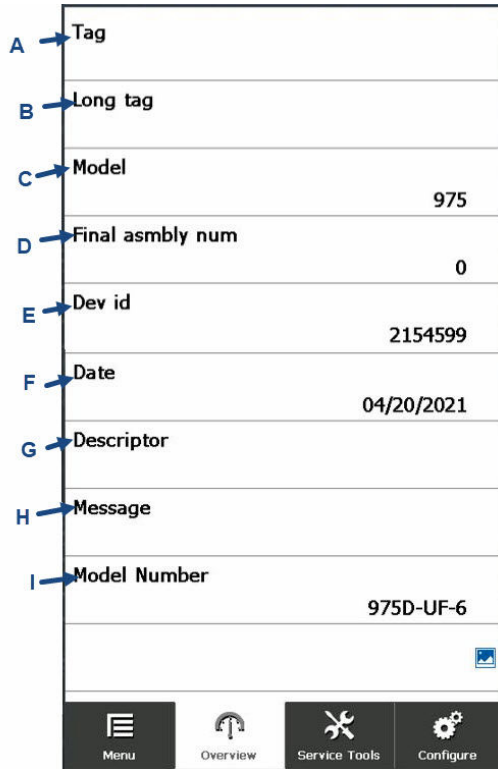 A Tag
B Long tag
C Model
975
D Final asmbly num
0
E Dev id
2154599
F Date
04/20/2021
G Descriptor
H Message
I Model Number
975D-UF-6
Menu Overview Service Tools Configure